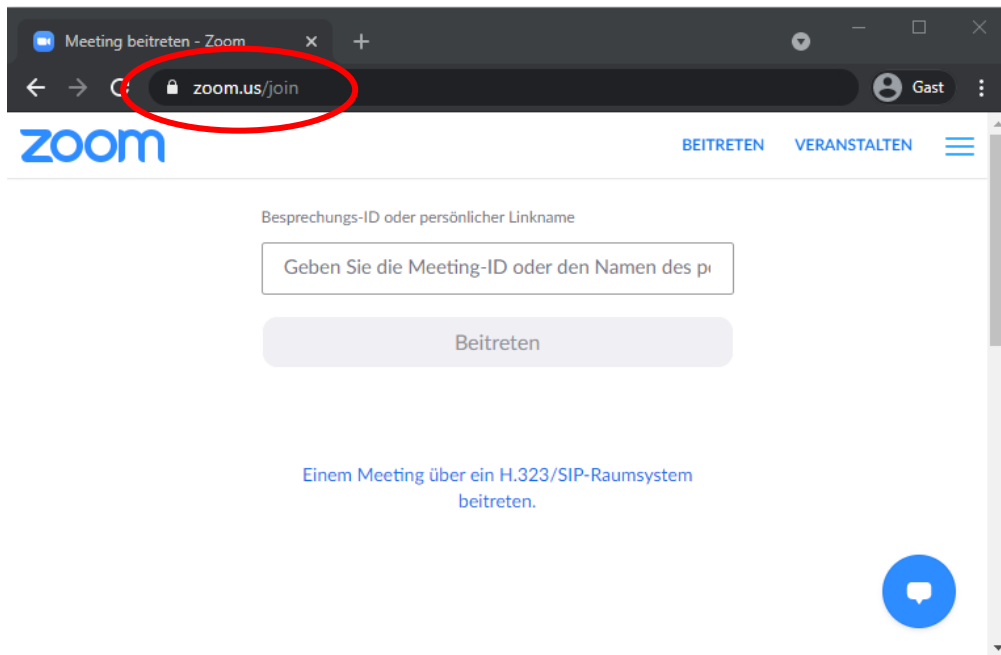 Meeting beitreten - Zoom
zoom.us/join
Gast
zoom
BEITRETEN VERANSTALTEN
Besprechungs-ID oder persönlicher Linkname
Geben Sie die Meeting-ID oder den Namen des
Beitreten
Einem Meeting über ein H.323/SIP-Raumsystem
beitreten.